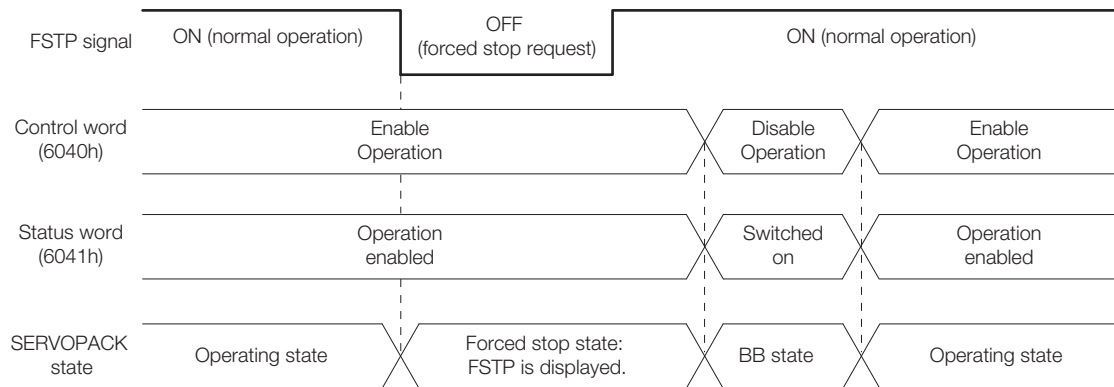 FSTP signal
ON (normal operation)
OFF
(forced stop request)
ON (normal operation)
Control word
(6040h)
Enable
Operation
Disable
Operation
Enable
Operation
Status word
(6041h)
Operation
enabled
Switched
on
Operation
enabled
SERVOPACK
state
Operating state
Forced stop state:
FSTP is displayed.
BB state
Operating state